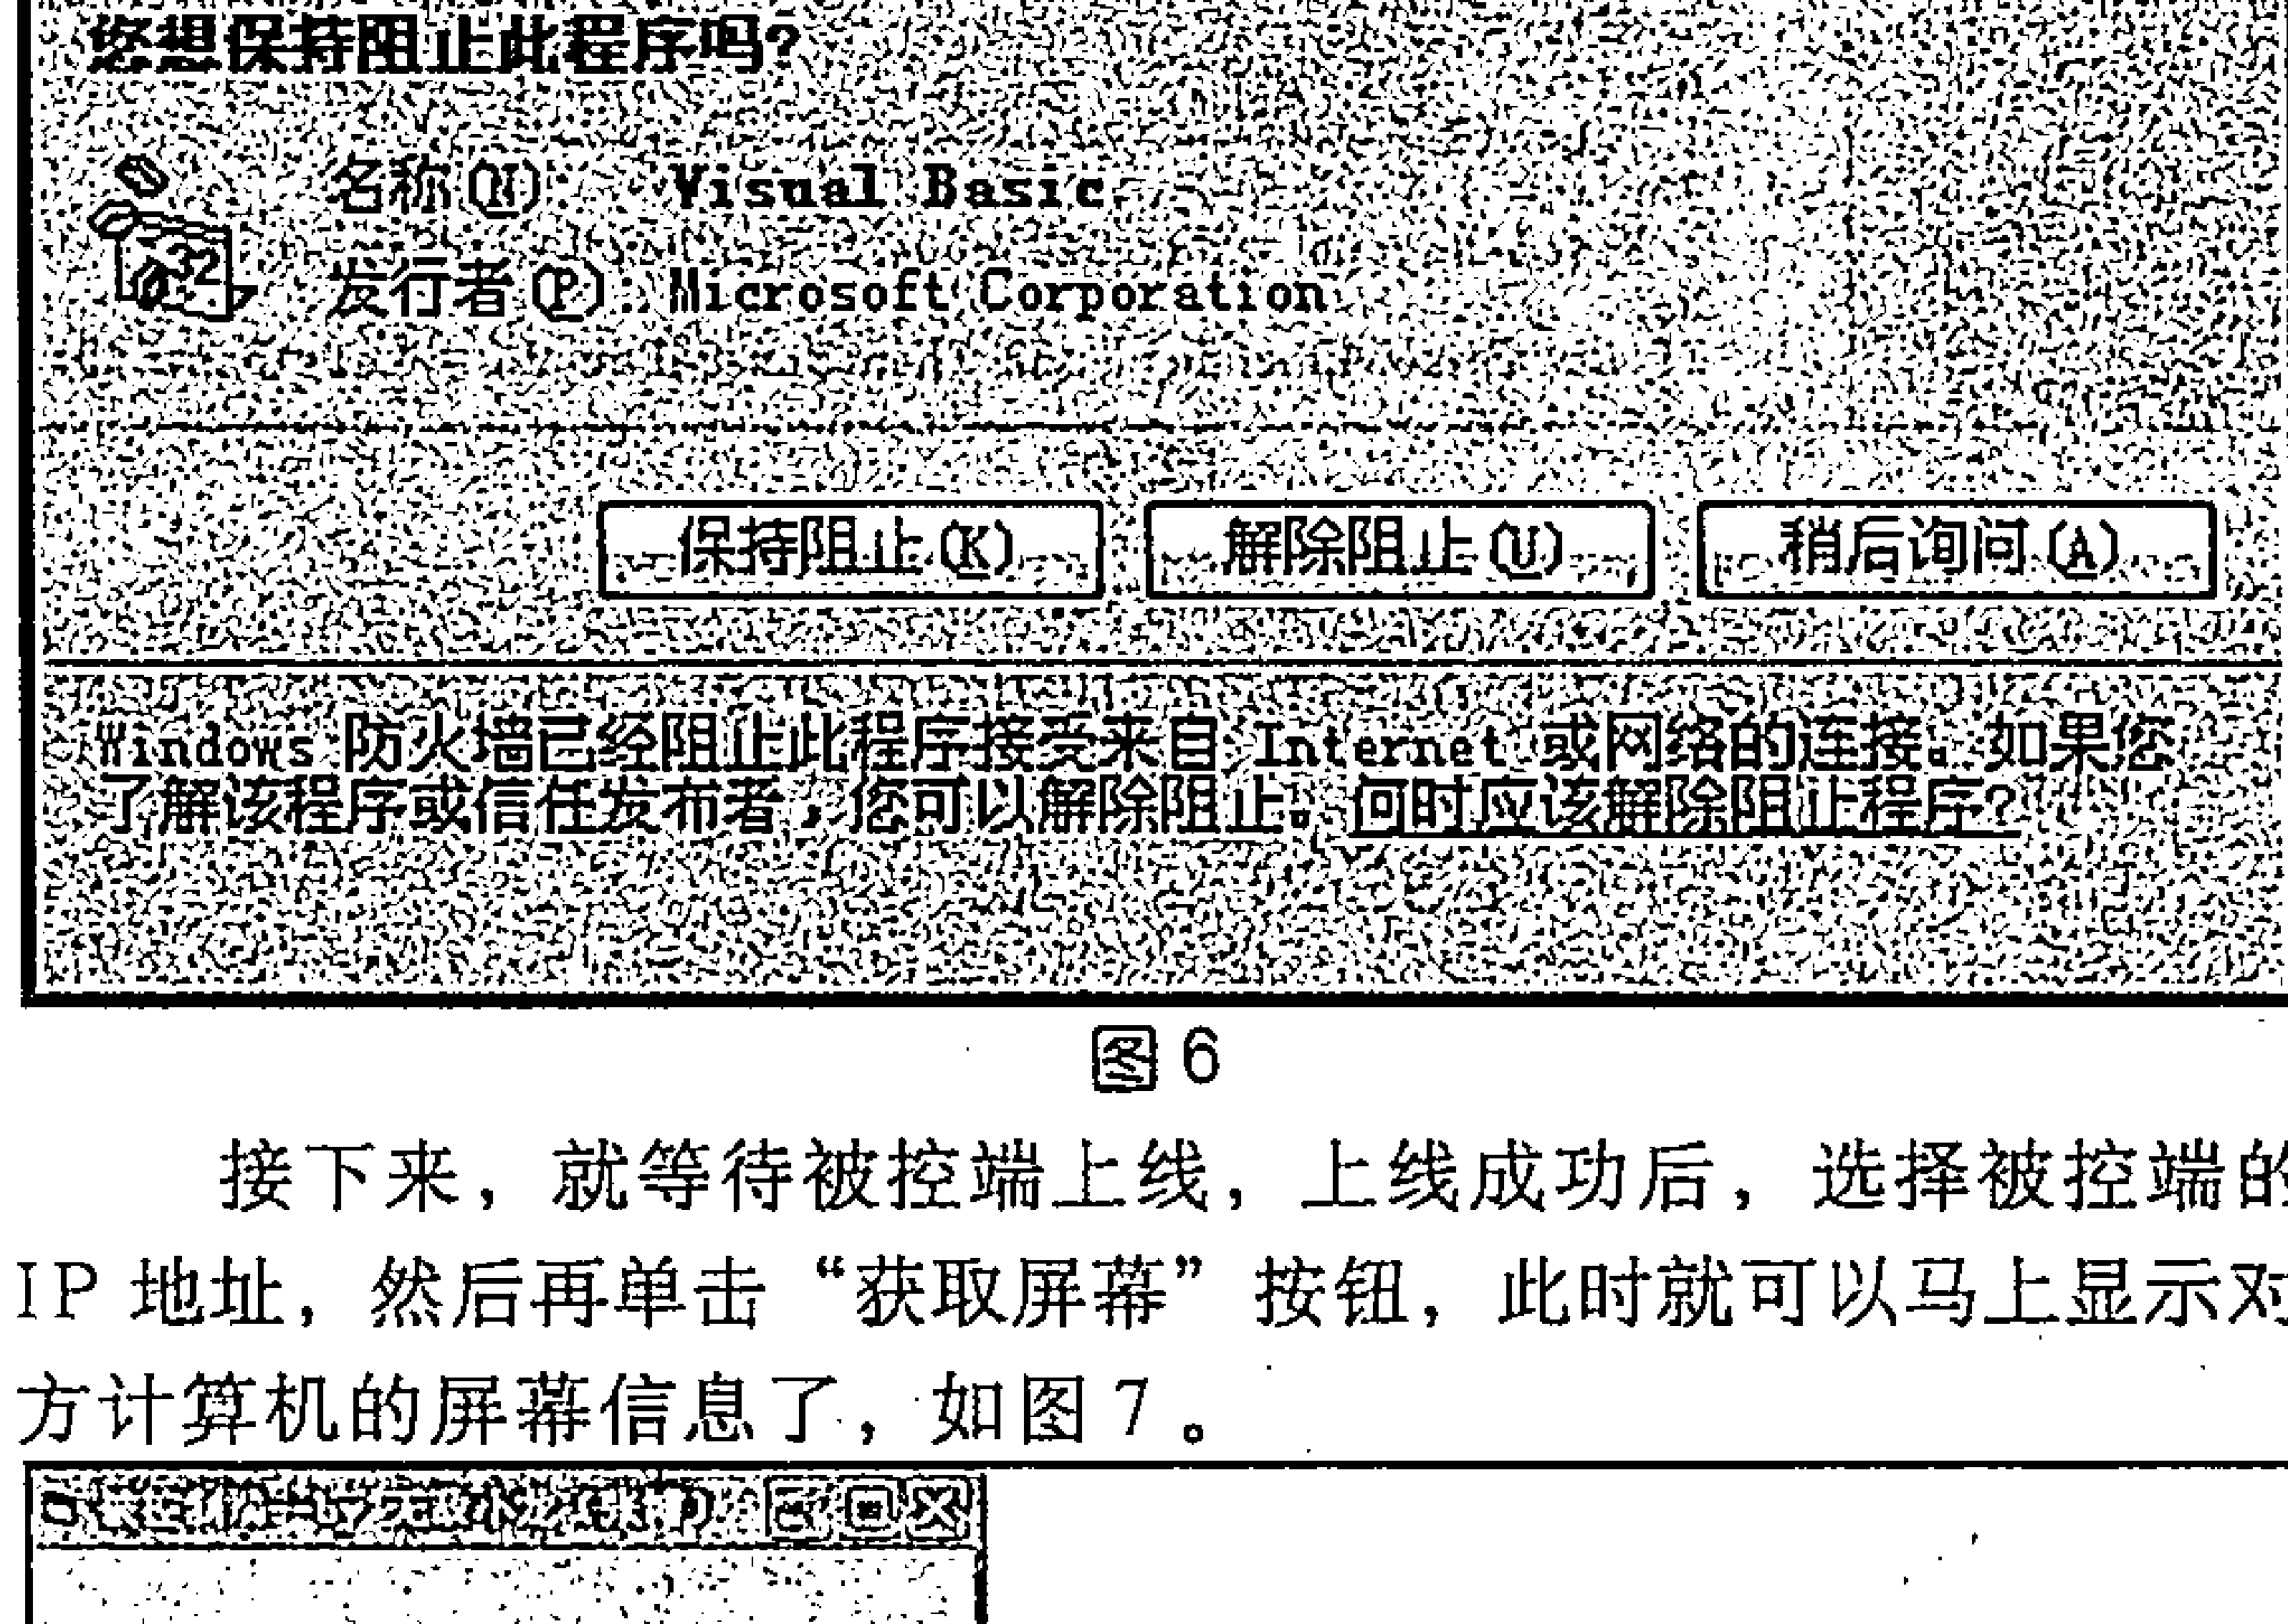 您想保持阻止此程序吗?
名称(N): Visual Basic
发行者(P): Microsoft Corporation
保持阻止(K) 解除阻止(U) 稍后询问(A)
Windows 防火墙已经阻止此程序接受来自 Internet 或网络的连接。如果您
了解该程序或信任发布者,您可以解除阻止。何时应该解除阻止程序?
图6
接下来，就等待被控端上线，上线成功后，选择被控端的
IP 地址，然后再单击“获取屏幕”按钮，此时就可以马上显示对
方计算机的屏幕信息了，如图7。